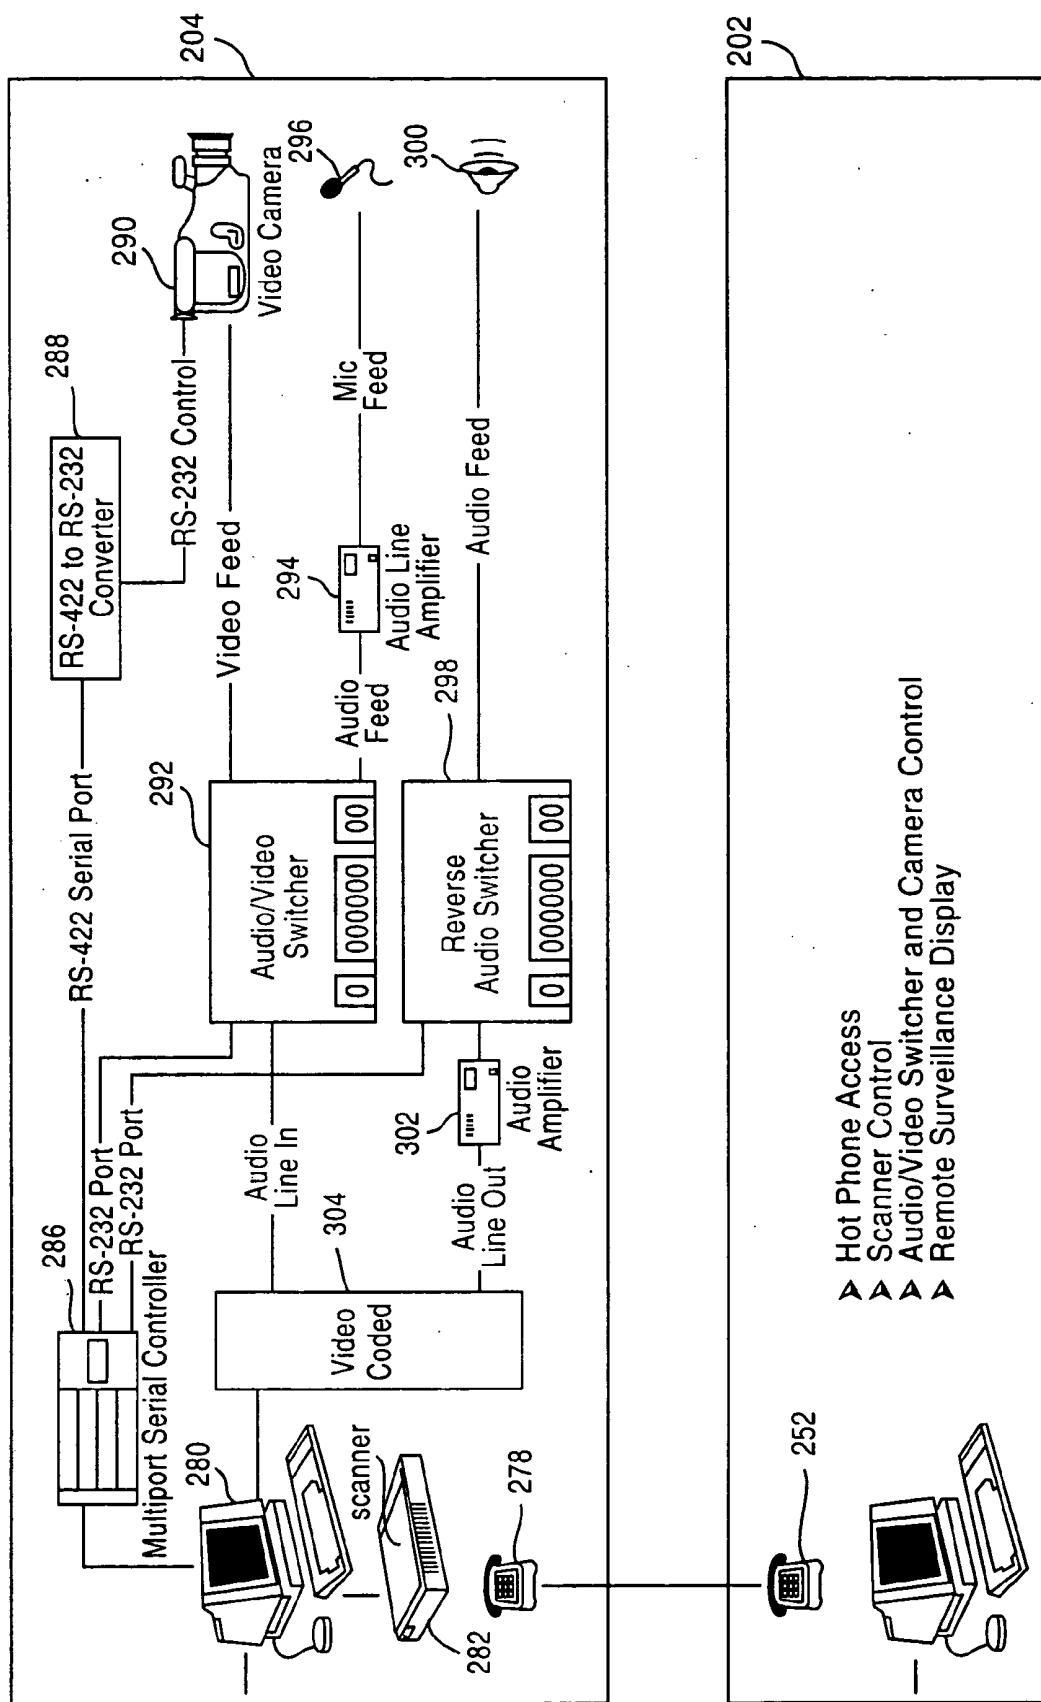 204
290
Video Camera
296
300
288
RS-422 to RS-232
Converter
RS-232 Control
Video Feed
Mic
Feed
294
Audio Line
Amplifier
Audio Feed
RS-422 Serial Port
292
Audio/Video
Switcher
0 000000 00
Audio
Feed
298
Reverse
Audio Switcher
0 000000 00
286
RS-232 Port
RS-232 Port
Multiport Serial Controller
Audio
Line In
302
Audio
Amplifier
Audio
Line Out
304
Video
Coded
280
scanner
282
278
202
252
Hot Phone Access
Scanner Control
Audio/Video Switcher and Camera Control
Remote Surveillance Display